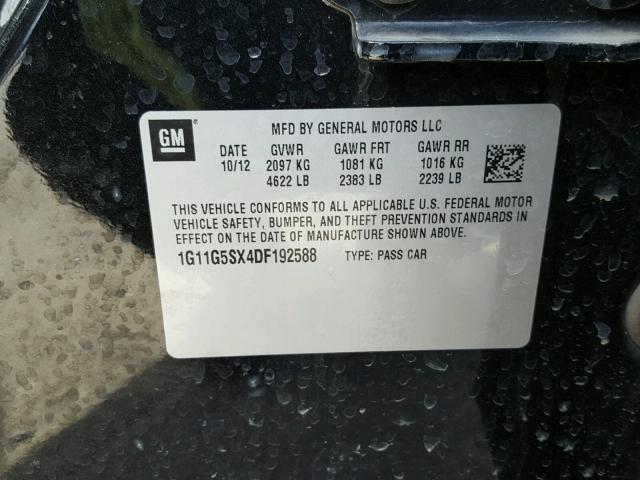 GM ® MFD BY GENERAL MOTORS LLC
DATE GVWR GAWR FRT GAWR RR
10/12 2097 KG 1081 KG 1016 KG
4622 LB 2383 LB 2239 LB
THIS VEHICLE CONFORMS TO ALL APPLICABLE U.S. FEDERAL MOTOR
VEHICLE SAFETY, BUMPER, AND THEFT PREVENTION STANDARDS IN
EFFECT ON THE DATE OF MANUFACTURE SHOWN ABOVE.
1G11G5SX4DF192588 TYPE: PASS CAR